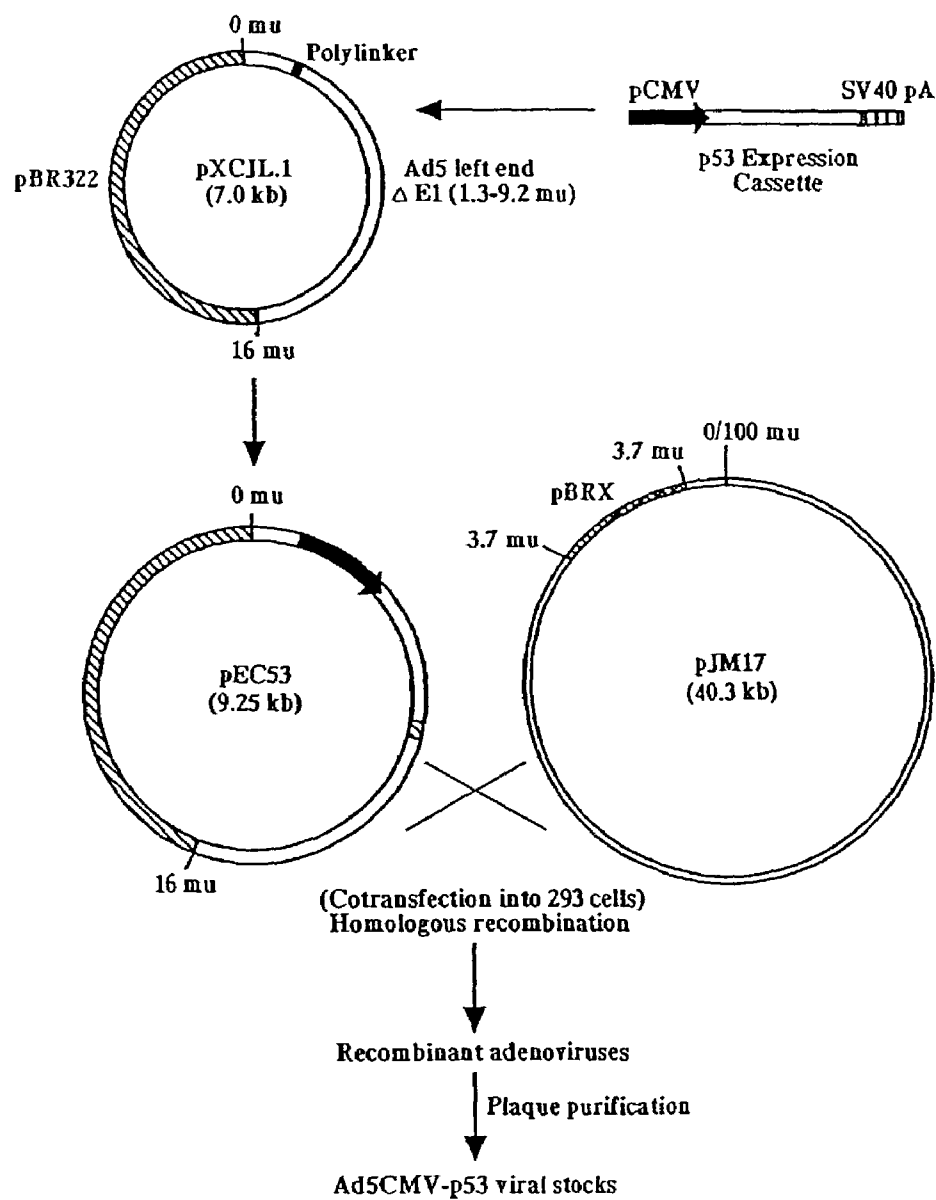 0 mu
Polylinker
pCMV
SV40 pA
pBR322
pXCJL.1
(7.0 kb)
Ad5 left end
△ E1 (1.3-9.2 mu)
p53 Expression
Cassette
16 mu
0 mu
3.7 mu
0/100 mu
pBRX
3.7 mu
pEC53
(9.25 kb)
pJM17
(40.3 kb)
16 mu
(Cotransfection into 293 cells)
Homologous recombination
Recombinant adenoviruses
Plaque purification
Ad5CMV-p53 viral stocks